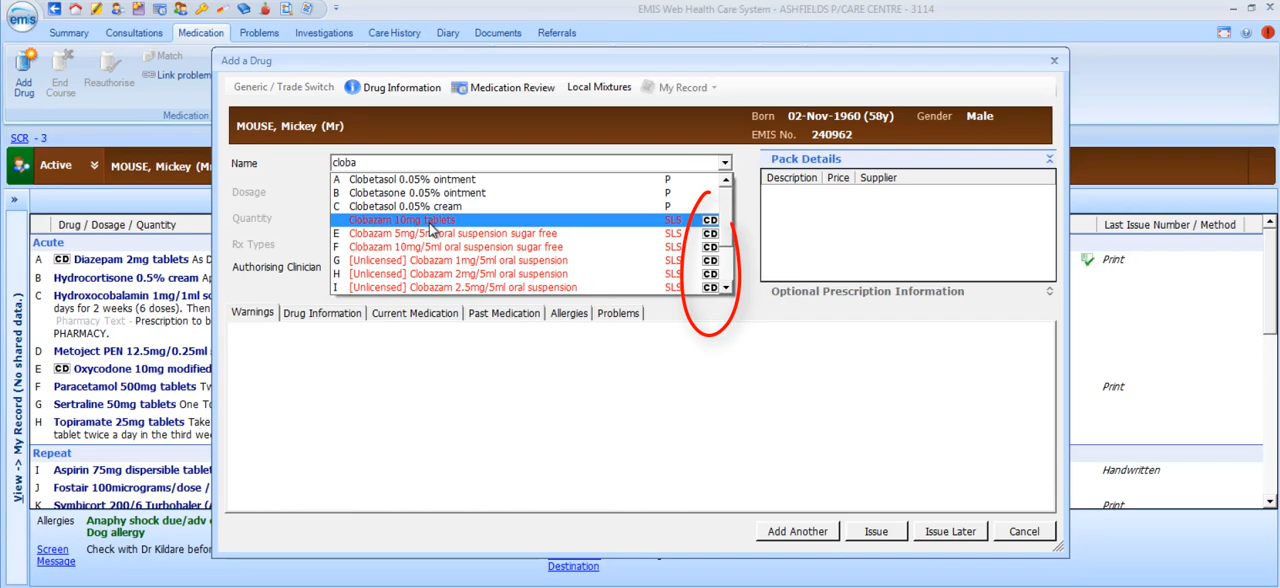 emis
EMIS Web Health Care System - ASHFIELDS P/CARE CENTRE - 3114
Summary Consultations Medication Problems Investigations Care History Diary Documents Referrals
Add Drug
End Course
Reauthorise
Match
Link problem
Medication
Add a Drug
Generic / Trade Switch Drug Information Medication Review Local Mixtures My Record
MOUSE, Mickey (Mr)
Born 02-Nov-1960 (58y) Gender Male
EMIS No. 240962
SCR - 3
Active MOUSE, Mickey (Mr
Name cloba
Dosage
Quantity
Rx Types
Authorising Clinician
A Clobetasol 0.05% ointment P
B Clobetasone 0.05% ointment P
C Clobetasol 0.05% cream P
Clobazam 10mg tablets SLS CD
E Clobazam 5mg/5ml oral suspension sugar free SLS CD
F Clobazam 10mg/5ml oral suspension sugar free SLS CD
G [Unlicensed] Clobazam 1mg/5ml oral suspension SLS CD
H [Unlicensed] Clobazam 2mg/5ml oral suspension SLS CD
I [Unlicensed] Clobazam 2.5mg/5ml oral suspension SLS CD
Pack Details
Description Price Supplier
Optional Prescription Information
Warnings Drug Information Current Medication Past Medication Allergies Problems
Add Another Issue Issue Later Cancel
View -> My Record (No shared data.)
Drug / Dosage / Quantity
Last Issue Number / Method
Acute
A CD Diazepam 2mg tablets As D
Print
B Hydrocortisone 0.5% cream Ap
C Hydroxocobalamin 1mg/1ml sol
days for 2 weeks (6 doses). Then
Pharmacy Text - Prescription to b
PHARMACY.
D Metoject PEN 12.5mg/0.25ml s
E CD Oxycodone 10mg modified
F Paracetamol 500mg tablets Tw
Print
G Sertraline 50mg tablets One To
H Topiramate 25mg tablets Take
tablet twice a day in the third wee
Repeat
I Aspirin 75mg dispersible tablet
Handwritten
J Fostair 100micrograms/dose /
K Symbicort 200/6 Turbohaler (A
Print
Allergies Anaphy shock due/adv e
Dog allergy
Screen Message
Check with Dr Kildare befor
Destination